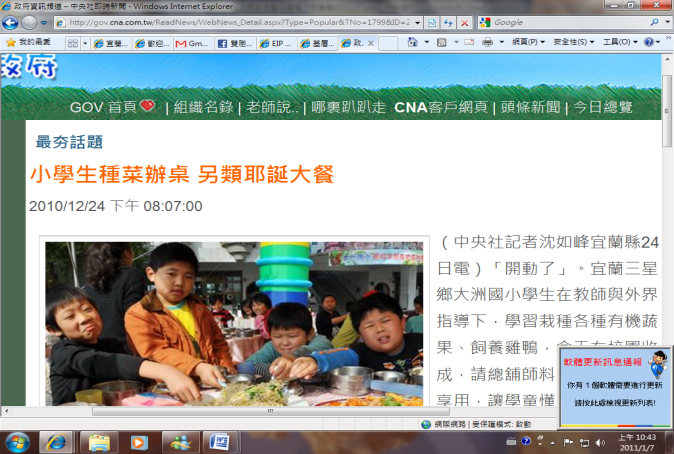 政府資訊頻道 - 中央社即時新聞 - Windows Internet Explorer
http://gov.cna.com.tw/ReadNews/WebNews_Detail.aspx?Type=Popular&TNo=1799&ID=2
Google
我的最愛
宜蘭...
歡迎...
Gm...
雙胞...
EIP ...
基層...
政.
網頁(P)
安全性(S)
工具(O)
政府
GOV 首頁 | 組織名錄 | 老師說.. | 哪裏趴趴走 CNA客戶網頁 | 頭條新聞 | 今日總覽
最夯話題
小學生種菜辦桌 另類耶誕大餐
2010/12/24 下午 08:07:00
（中央社記者沈如峰宜蘭縣24
日電）「開動了」。宜蘭三星
鄉大洲國小學生在教師與外界
指導下，學習栽種各種有機蔬
果、飼養雞鴨，今天在校園收
成，請總舖師料
享用，讓學童懂
軟體更新訊息通報
你有 1 個軟體需要進行更新
請按此處檢視更新列表!
網際網路 | 受保護模式: 啟動
上午 10:43
2011/1/7